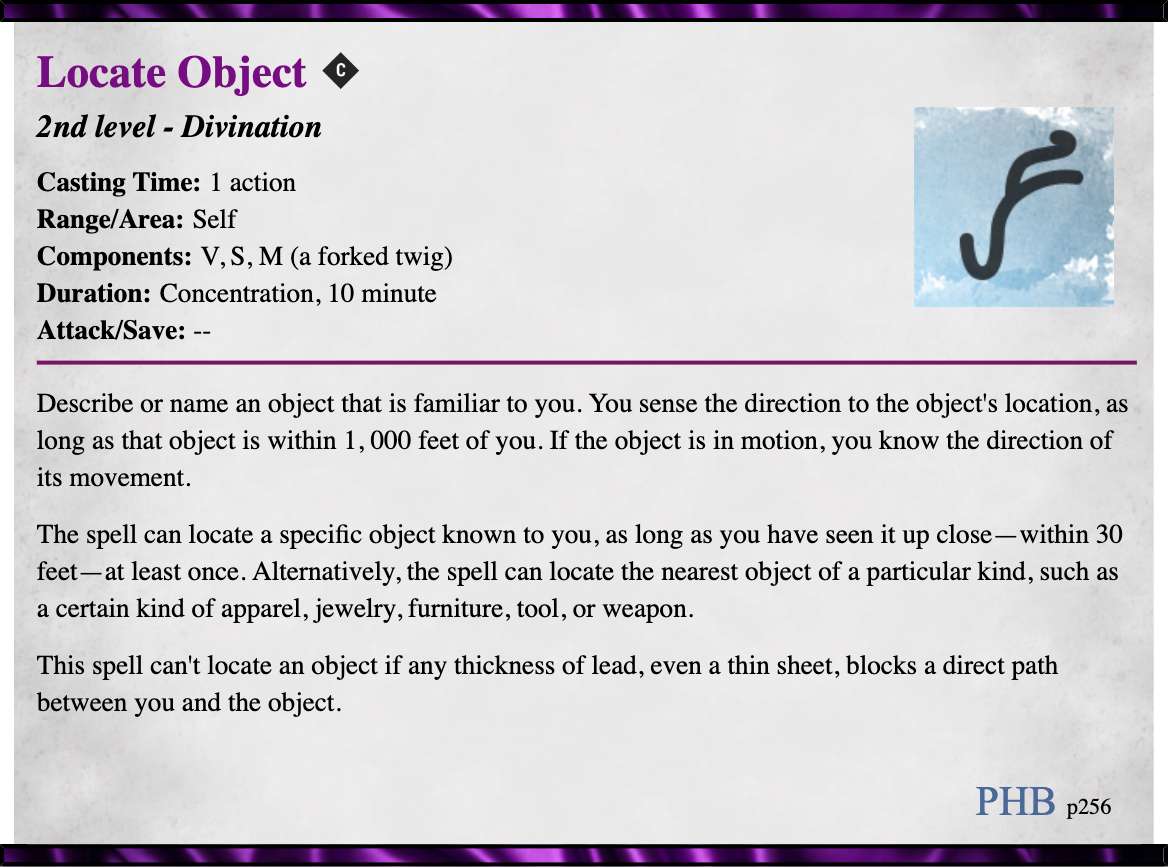 Locate Object C
2nd level - Divination
Casting Time: 1 action
Range/Area: Self
Components: V, S, M (a forked twig)
Duration: Concentration, 10 minute
Attack/Save: --
Describe or name an object that is familiar to you. You sense the direction to the object's location, as
long as that object is within 1, 000 feet of you. If the object is in motion, you know the direction of
its movement.
The spell can locate a specific object known to you, as long as you have seen it up close—within 30
feet—at least once. Alternatively, the spell can locate the nearest object of a particular kind, such as
a certain kind of apparel, jewelry, furniture, tool, or weapon.
This spell can't locate an object if any thickness of lead, even a thin sheet, blocks a direct path
between you and the object.
PHB p256